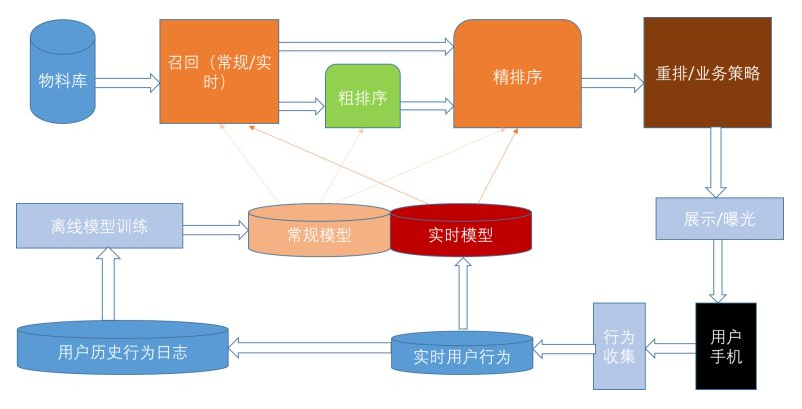 物料库
召回（常规/实
时）
粗排序
精排序
重排/业务策略
离线模型训练
常规模型
实时模型
展示/曝光
用户历史行为日志
实时用户行为
行为
收集
用户
手机